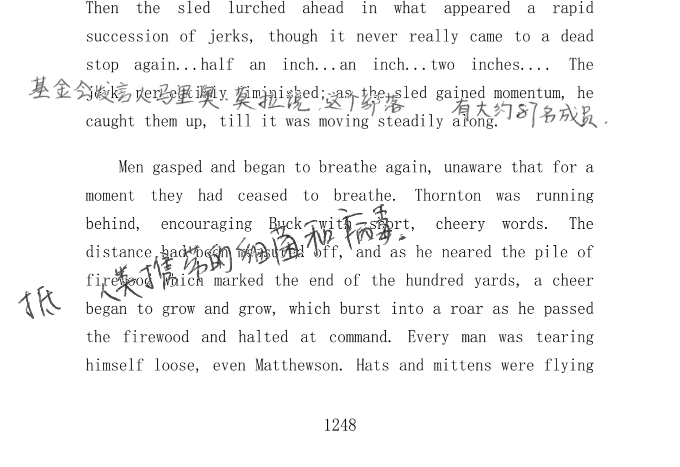 Then the sled lurched ahead in what appeared a rapid
succession of jerks, though it never really came to a dead
stop again...half an inch...an inch...two inches.... The
基金会发言人马里奥·莫拉说,这个部落
jerks perceptibly diminished; as the sled gained momentum, he
有大约87名成员.
caught them up, till it was moving steadily along.
Men gasped and began to breathe again, unaware that for a
moment they had ceased to breathe. Thornton was running
behind, encouraging Buck with short, cheery words. The
distance had been measured off, and as he neared the pile of
人类携带的细菌和病毒.
firewood which marked the end of the hundred yards, a cheer
抵
began to grow and grow, which burst into a roar as he passed
the firewood and halted at command. Every man was tearing
himself loose, even Matthewson. Hats and mittens were flying
1248